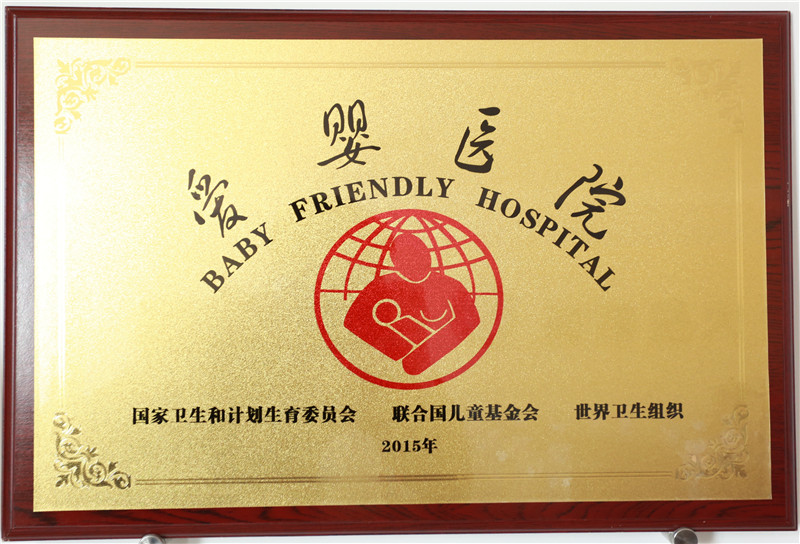 爱婴医院
BABY FRIENDLY HOSPITAL
国家卫生和计划生育委员会 联合国儿童基金会 世界卫生组织
2015年